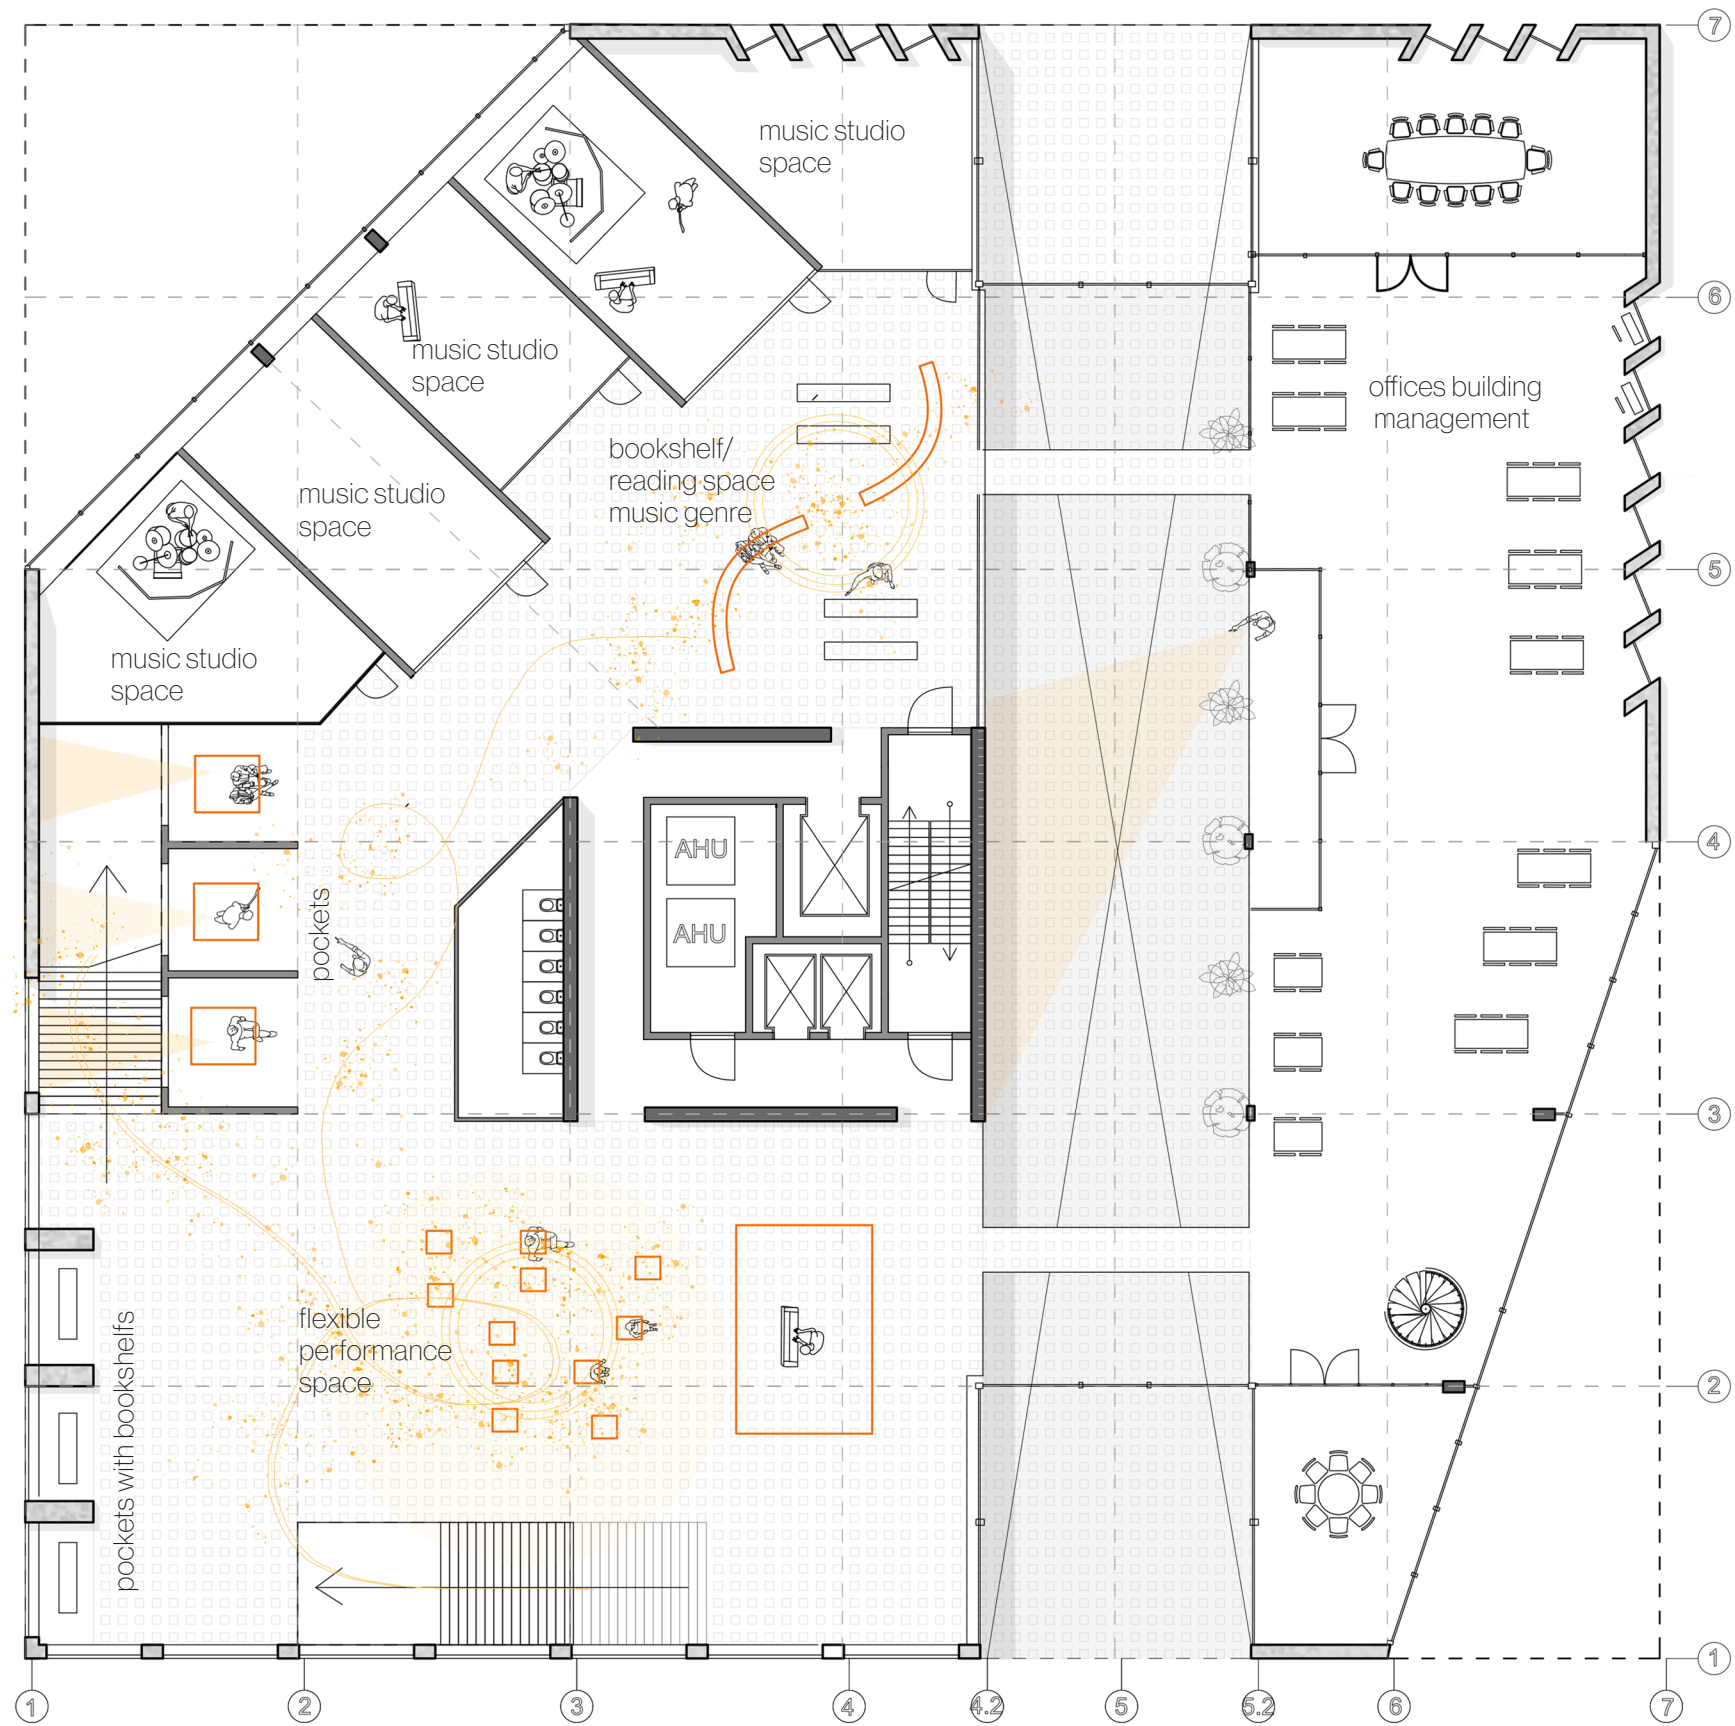 7
music studio
space
6
music studio
space
offices building
management
bookshelf/
reading space
music genre
music studio
space
5
music studio
space
AHU
4
pockets
AHU
3
flexible
performance
space
pockets with bookshelfs
2
1
1
2
3
4
4.2
5
5.2
6
7